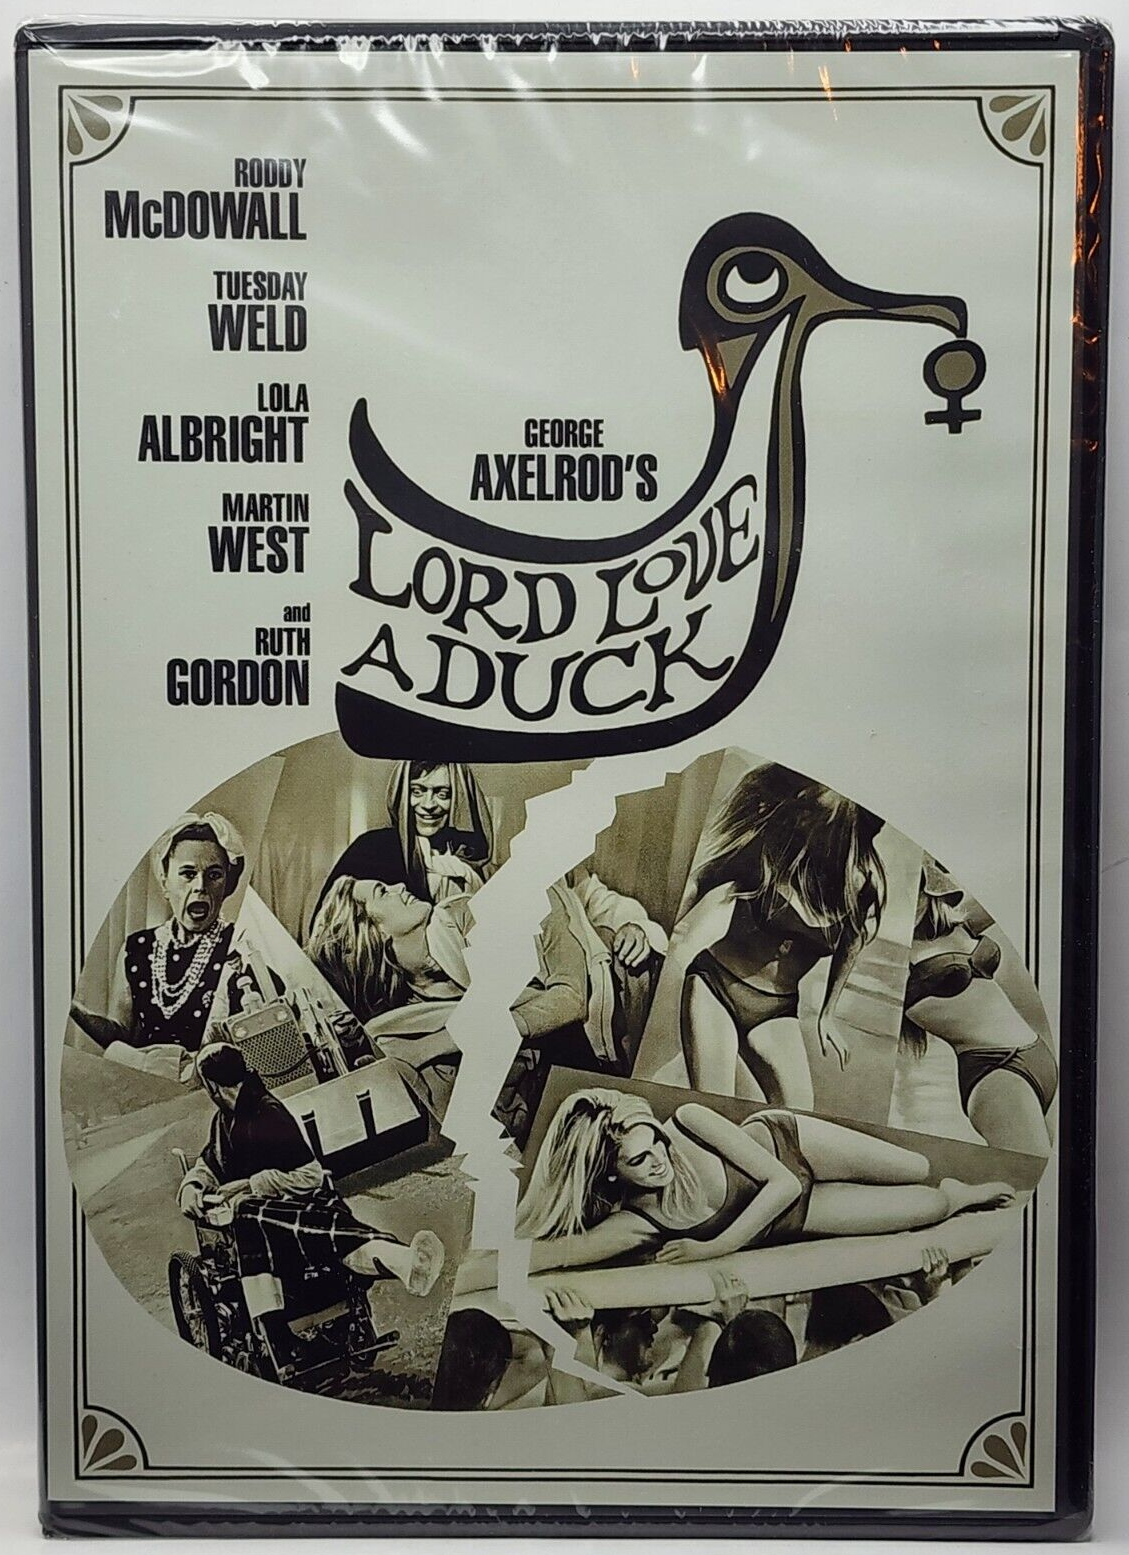 RODDY
McDOWALL
TUESDAY
WELD
LOLA
ALBRIGHT
MARTIN
WEST
and
RUTH
GORDON
GEORGE
AXELROD'S
LORD LOVE
A DUCK